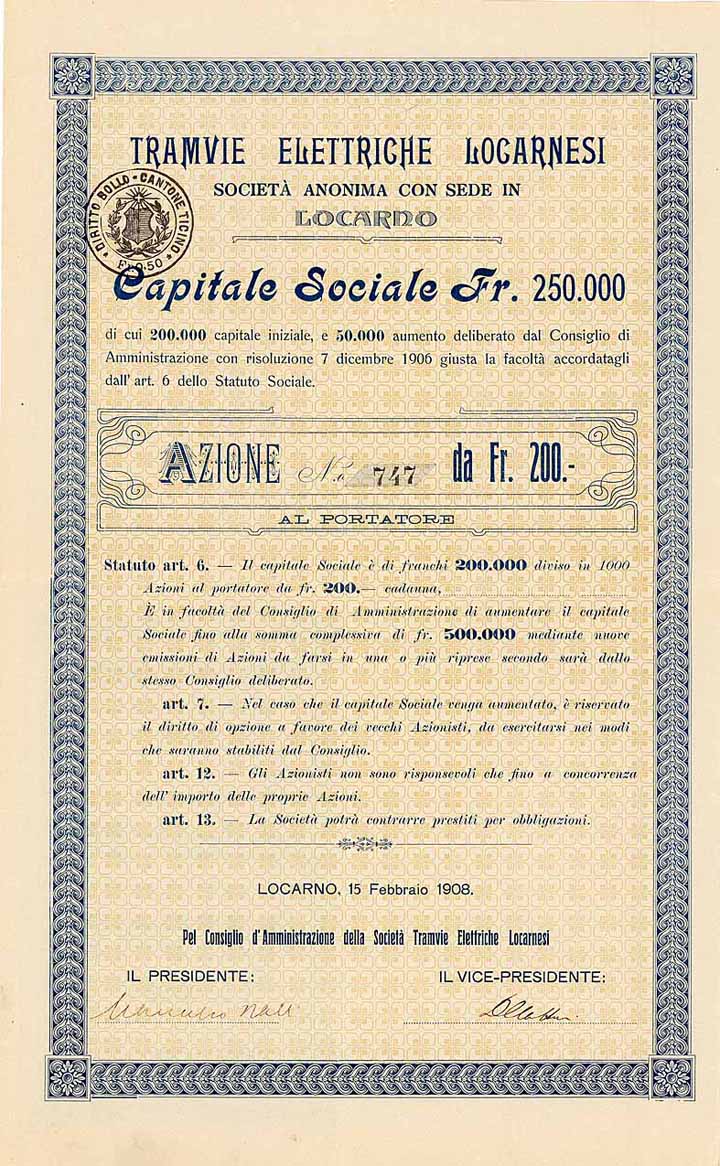 TRAMVIE ELETTRICHE LOCARNESI
SOCIETÀ ANONIMA CON SEDE IN
LOCARNO
DIRITTO BOLLO - CANTONE TICINO
Fr. 0.50
Capitale Sociale Fr. 250.000
di cui 200.000 capitale iniziale, e 50.000 aumento deliberato dal Consiglio di
Amministrazione con risoluzione 7 dicembre 1906 giusta la facoltà accordatagli
dall' art. 6 dello Statuto Sociale.
AZIONE No. 747 da Fr. 200.-
AL PORTATORE
Statuto art. 6. — Il capitale Sociale è di franchi 200.000 diviso in 1000
Azioni al portatore da fr. 200.— cadauna,
È in facoltà del Consiglio di Amministrazione di aumentare il capitale
Sociale fino alla somma complessiva di fr. 500.000 mediante nuove
emissioni di Azioni da farsi in una o più riprese secondo sarà dallo
stesso Consiglio deliberato.
art. 7. — Nel caso che il capitale Sociale venga aumentato, è riservato
il diritto di opzione a favore dei vecchi Azionisti, da esercitarsi nei modi
che saranno stabiliti dal Consiglio.
art. 12. — Gli Azionisti non sono risponsevoli che fino a concorrenza
dell' importo delle proprie Azioni.
art. 13. — La Società potrà contrarre prestiti per obbligazioni.
LOCARNO, 15 Febbraio 1908.
Pel Consiglio d'Amministrazione della Società Tramvie Elettriche Locarnesi
IL PRESIDENTE: IL VICE-PRESIDENTE: